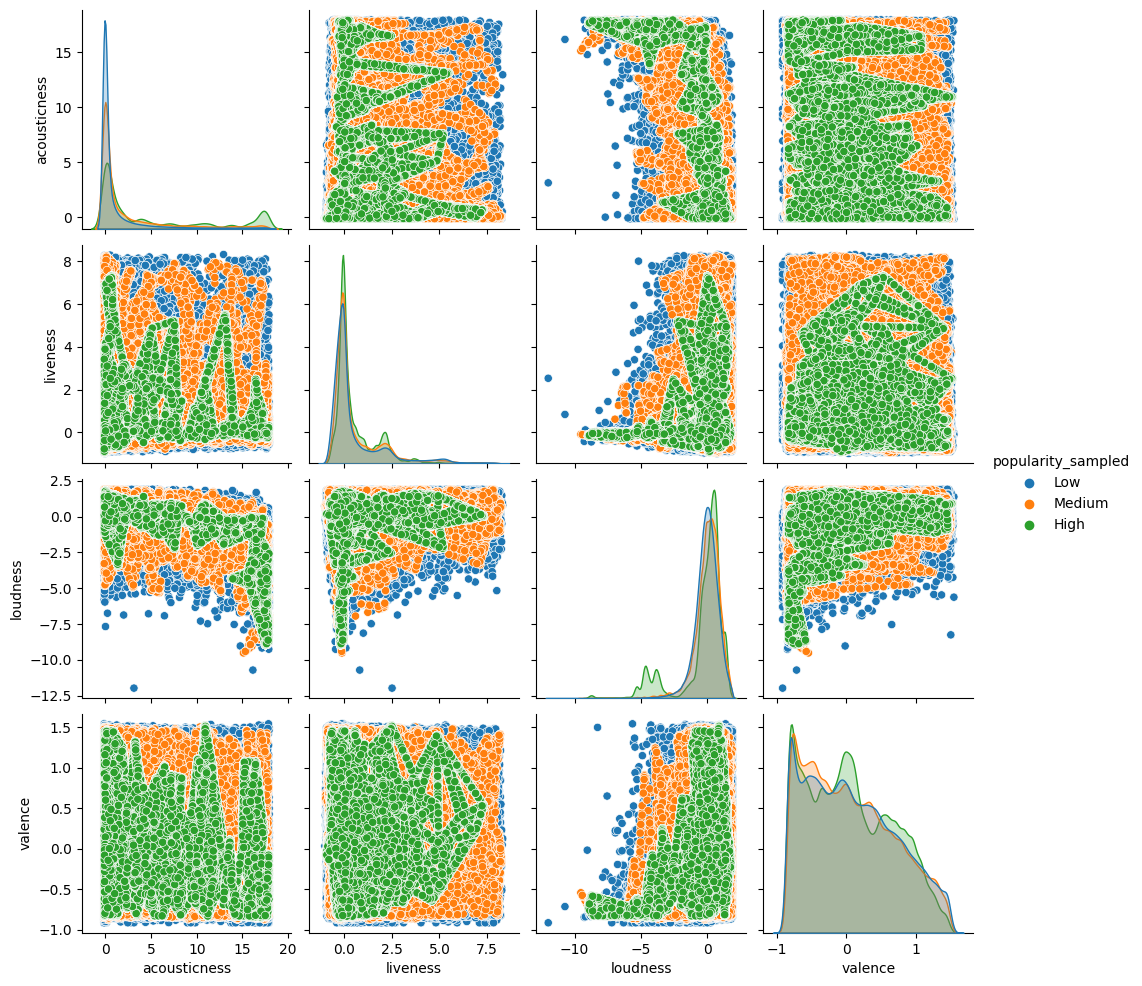 15
10
5
0
acousticness
8
6
4
2
0
liveness
popularity_sampled
Low
Medium
High
2.5
0.0
−2.5
−5.0
−7.5
−10.0
−12.5
loudness
1.5
1.0
0.5
0.0
−0.5
−1.0
valence
0 5 10 15 20
0.0 2.5 5.0 7.5
−10 −5 0
−1 0 1
acousticness
liveness
loudness
valence